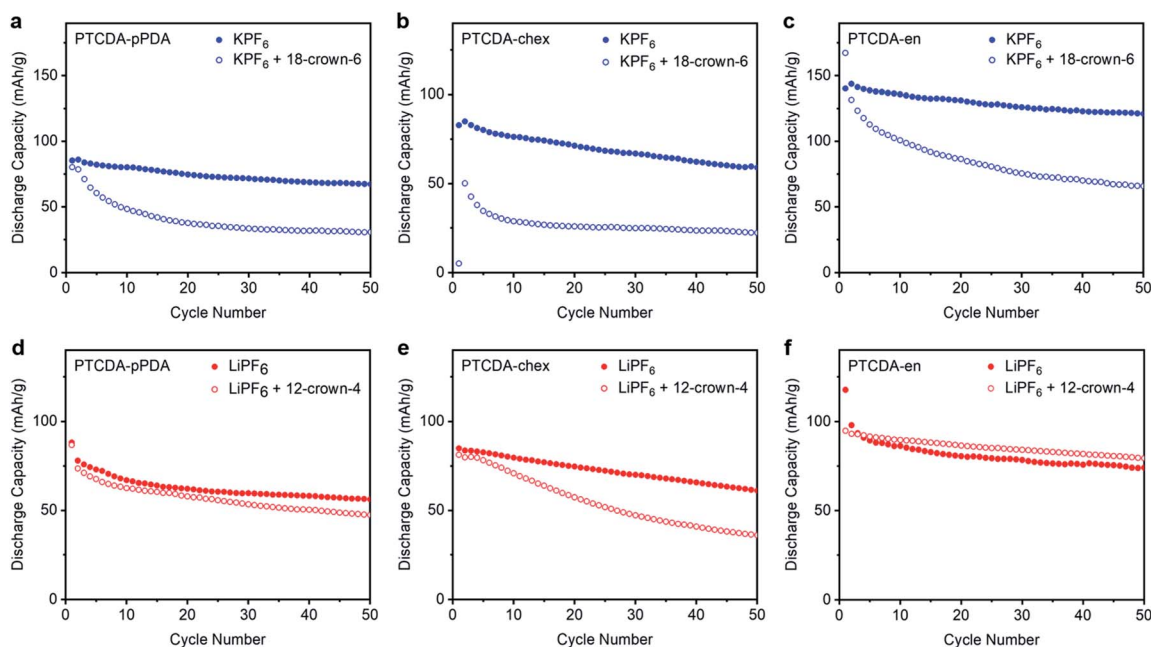 a
PTCDA-pPDA
KPF6
KPF6 + 18-crown-6
Discharge Capacity (mAh/g)
150
100
50
0
0 10 20 30 40 50
Cycle Number
b
PTCDA-chex
KPF6
KPF6 + 18-crown-6
Discharge Capacity (mAh/g)
100
50
0
0 10 20 30 40 50
Cycle Number
c
PTCDA-en
KPF6
KPF6 + 18-crown-6
Discharge Capacity (mAh/g)
150
100
50
0
0 10 20 30 40 50
Cycle Number
d
PTCDA-pPDA
LiPF6
LiPF6 + 12-crown-4
Discharge Capacity (mAh/g)
100
50
0
0 10 20 30 40 50
Cycle Number
e
PTCDA-chex
LiPF6
LiPF6 + 12-crown-4
Discharge Capacity (mAh/g)
100
50
0
0 10 20 30 40 50
Cycle Number
f
PTCDA-en
LiPF6
LiPF6 + 12-crown-4
Discharge Capacity (mAh/g)
100
50
0
0 10 20 30 40 50
Cycle Number